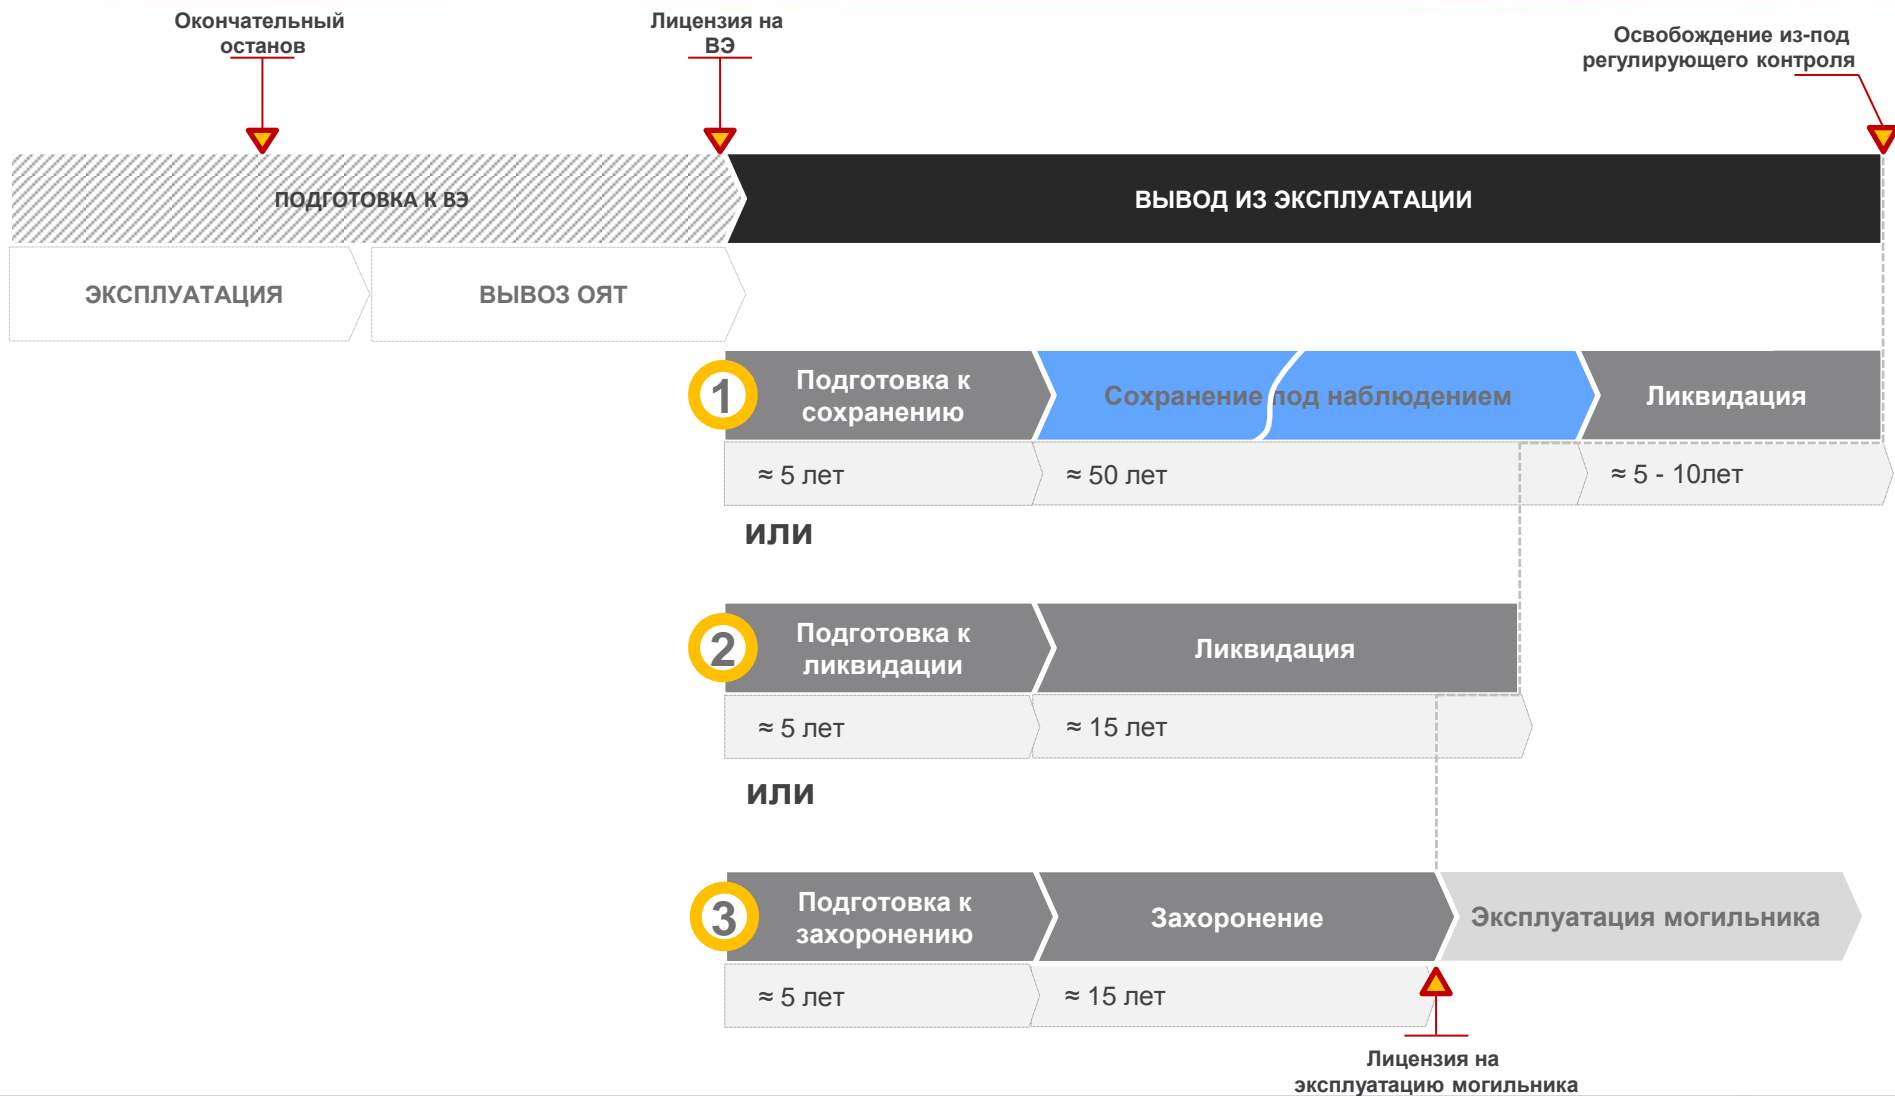 Окончательный
останов
Лицензия на
ВЭ
Освобождение из-под
регулирующего контроля
ПОДГОТОВКА К ВЭ
ВЫВОД ИЗ ЭКСПЛУАТАЦИИ
ЭКСПЛУАТАЦИЯ
ВЫВОЗ ОЯТ
1
Подготовка к
сохранению
Сохранение под наблюдением
Ликвидация
≈ 5 лет
≈ 50 лет
≈ 5 - 10лет
или
2
Подготовка к
ликвидации
Ликвидация
≈ 5 лет
≈ 15 лет
или
3
Подготовка к
захоронению
Захоронение
Эксплуатация могильника
≈ 5 лет
≈ 15 лет
Лицензия на
эксплуатацию могильника